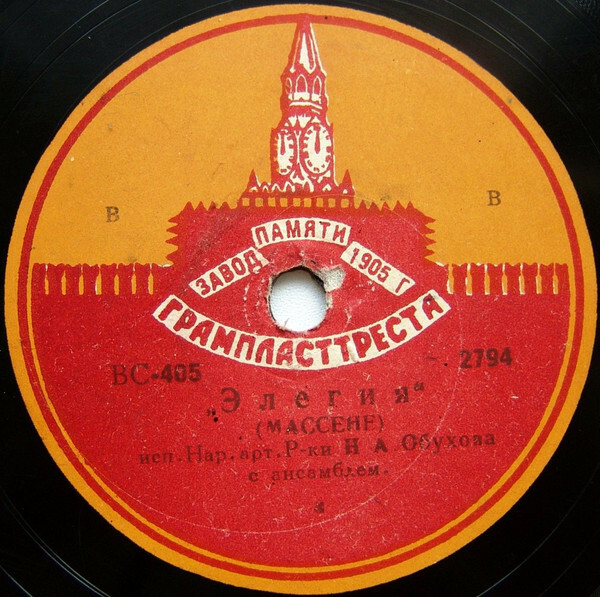 В
В
ЗАВОД ПАМЯТИ 1905 Г
ГРАМПЛАСТТРЕСТА
ВС-405
2794
„Элегия“
(МАССЕНЕ)
исп. Нар. арт. Р-ки Н А Обухова
с ансамблем.